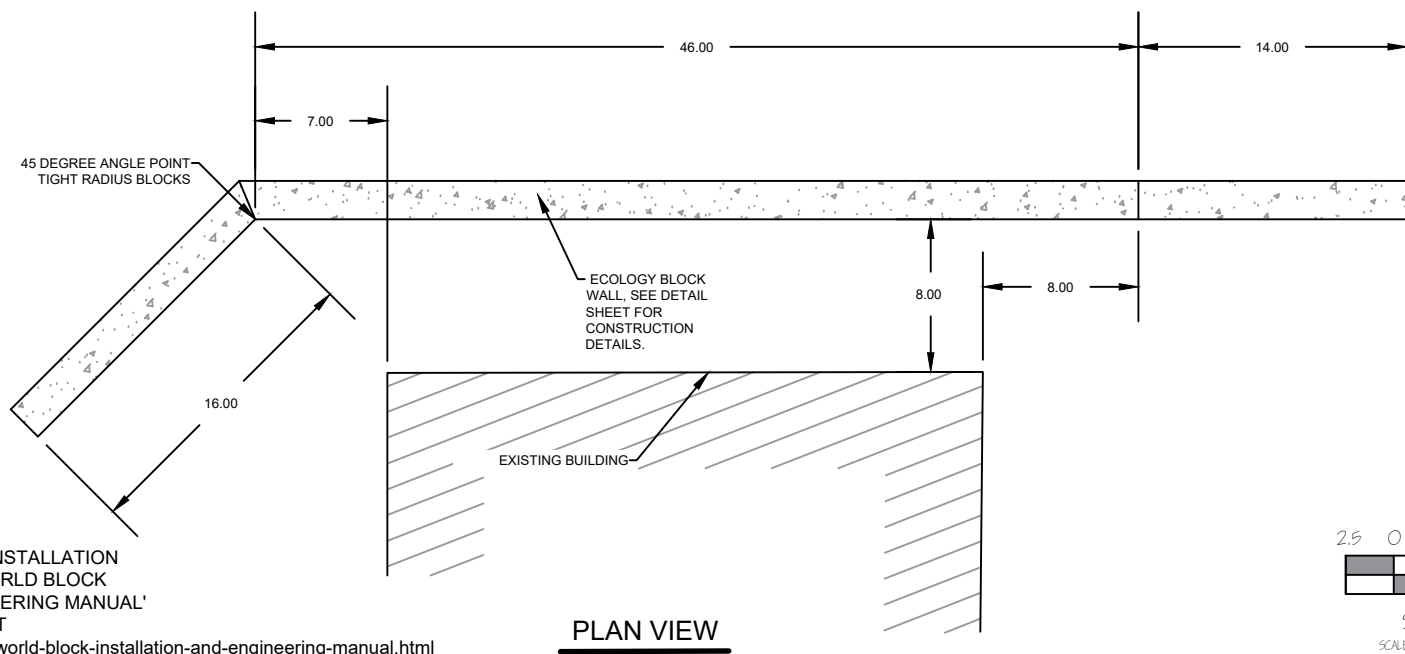 46.00
14.00
7.00
45 DEGREE ANGLE POINT
TIGHT RADIUS BLOCKS
ECOLOGY BLOCK
WALL, SEE DETAIL
SHEET FOR
CONSTRUCTION
DETAILS.
8.00
8.00
16.00
EXISTING BUILDING
NSTALLATION
RLD BLOCK
ERING MANUAL'
T
world-block-installation-and-engineering-manual.html
PLAN VIEW
2.5 0
SCALE